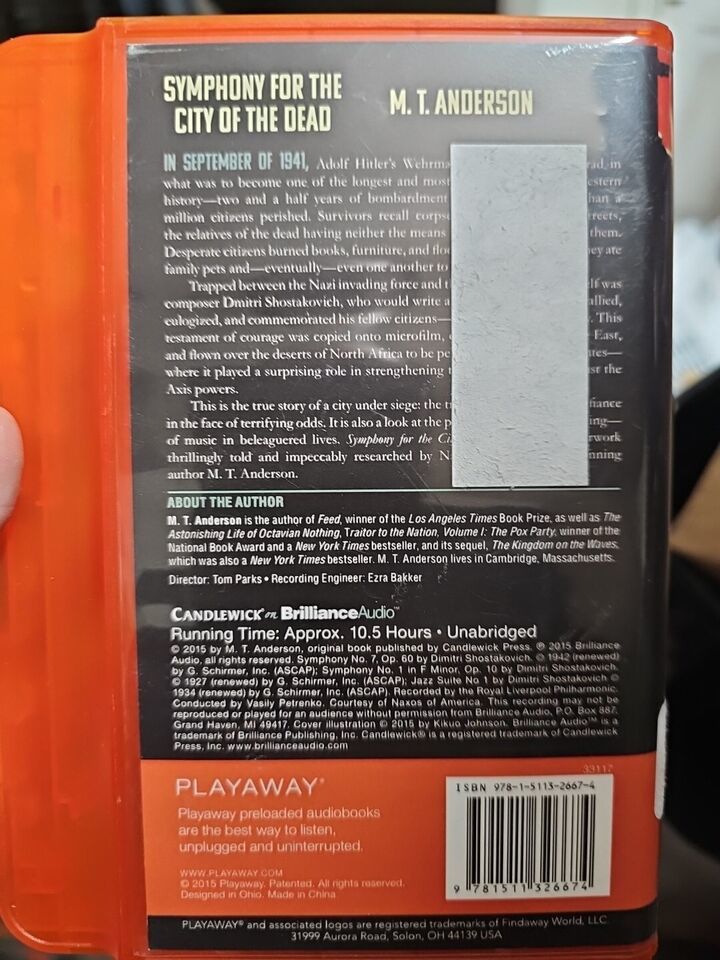 SYMPHONY FOR THE
CITY OF THE DEAD
M. T. ANDERSON
IN SEPTEMBER OF 1941, Adolf Hitler's Wehrma
what was to become one of the longest and most
history—two and a half years of bombardment
million citizens perished. Survivors recall corps
the relatives of the dead having neither the means them.
Desperate citizens burned books, furniture, and flo ey ate
family pets and—eventually—even one another to
Trapped between the Nazi invading force and t lf was
composer Dmitri Shostakovich, who would write a allied,
eulogized, and commemorated his fellow citizens— . This
testament of courage was copied onto microfilm, East,
and flown over the deserts of North Africa to be pe
where it played a surprising role in strengthening the
Axis powers.
This is the true story of a city under siege: the fiance
in the face of terrifying odds. It is also a look at the p ing—
of music in beleaguered lives. Symphony for the Ci rwork
thrillingly told and impeccably researched by N nning
author M. T. Anderson.
ABOUT THE AUTHOR
M. T. Anderson is the author of Feed, winner of the Los Angeles Times Book Prize, as well as The
Astonishing Life of Octavian Nothing, Traitor to the Nation, Volume I: The Pox Party, winner of the
National Book Award and a New York Times bestseller, and its sequel, The Kingdom on the Waves,
which was also a New York Times bestseller. M. T. Anderson lives in Cambridge, Massachusetts.
Director: Tom Parks • Recording Engineer: Ezra Bakker
CANDLEWICK on BrillianceAudio™
Running Time: Approx. 10.5 Hours • Unabridged
© 2015 by M. T. Anderson, original book published by Candlewick Press. ℗ 2015 Brilliance
Audio, all rights reserved. Symphony No. 7, Op. 60 by Dimitri Shostakovich. © 1942 (renewed)
by G. Schirmer, Inc. (ASCAP); Symphony No. 1 in F Minor, Op. 10 by Dimitri Shostakovich.
© 1927 (renewed) by G. Schirmer, Inc. (ASCAP); Jazz Suite No. 1 by Dimitri Shostakovich ©
1934 (renewed) by G. Schirmer, Inc. (ASCAP). Recorded by the Royal Liverpool Philharmonic.
Conducted by Vasily Petrenko. Courtesy of Naxos of America. This recording may not be
reproduced or played for an audience without permission from Brilliance Audio, P.O. Box 887,
Grand Haven, MI 49417. Cover illustration © 2015 by Kikuo Johnson. Brilliance Audio™ is a
trademark of Brilliance Publishing, Inc. Candlewick® is a registered trademark of Candlewick
Press, Inc. www.brillianceaudio.com
33117
PLAYAWAY®
Playaway preloaded audiobooks
are the best way to listen,
unplugged and uninterrupted.
WWW.PLAYAWAY.COM
© 2015 Playaway. Patented. All rights reserved.
Designed in Ohio. Made in China.
ISBN 978-1-5113-2667-4
9 781511 326674
PLAYAWAY® and associated logos are registered trademarks of Findaway World, LLC.
31999 Aurora Road, Solon, OH 44139 USA